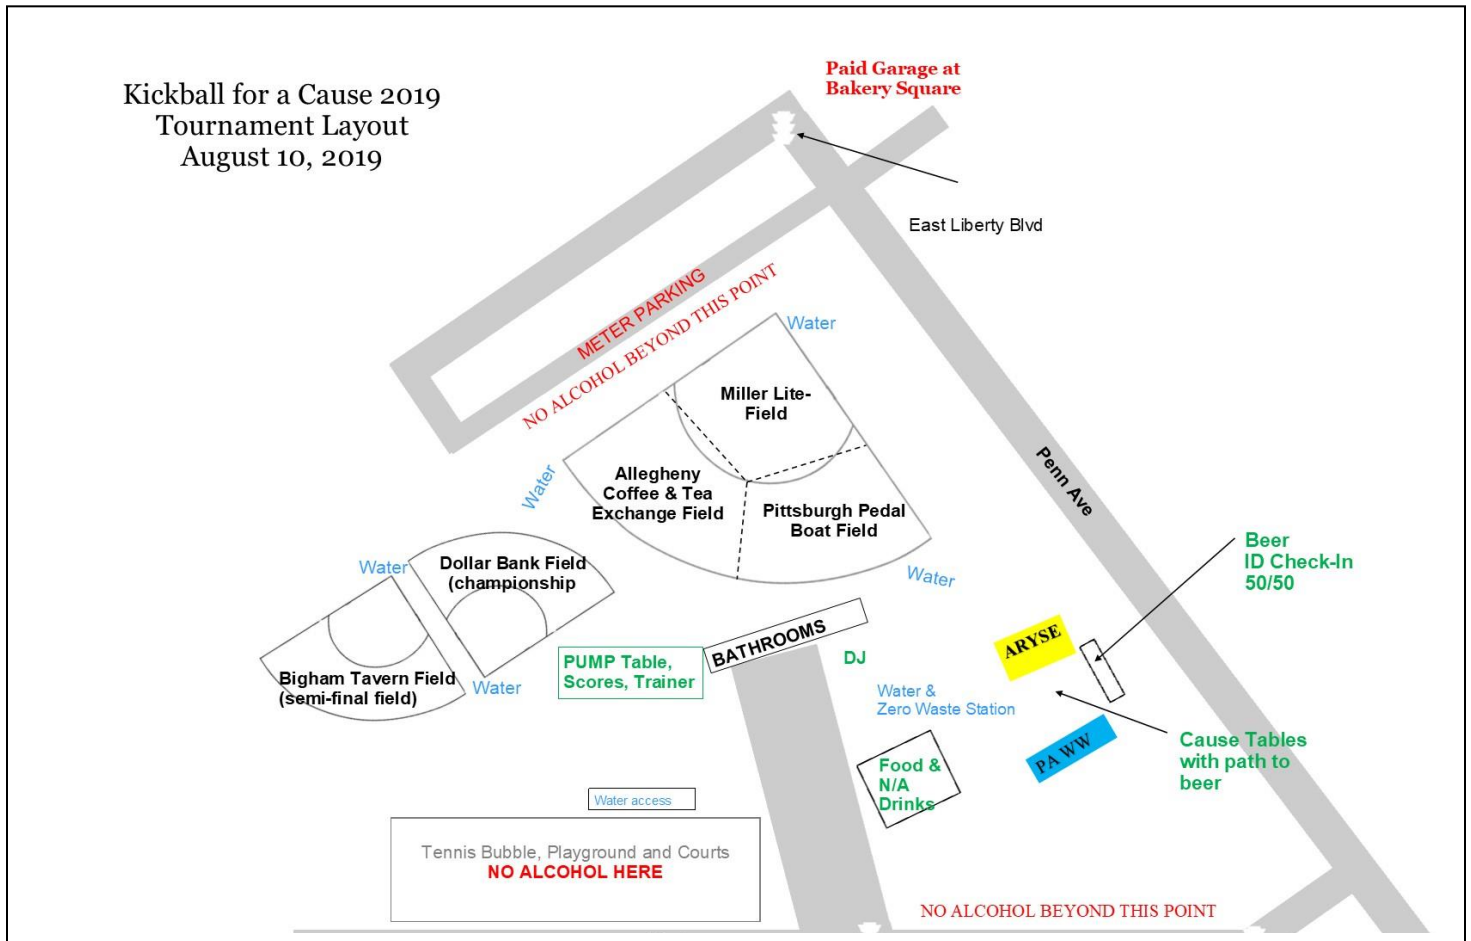 Kickball for a Cause 2019
Tournament Layout
August 10, 2019
Paid Garage at
Bakery Square
East Liberty Blvd
METER PARKING
NO ALCOHOL BEYOND THIS POINT
Water
Miller Lite-
Field
Allegheny
Coffee & Tea
Exchange Field
Pittsburgh Pedal
Boat Field
Water
Water
Penn Ave
Water
Dollar Bank Field
(championship
Bigham Tavern Field
(semi-final field)
Water
PUMP Table,
Scores, Trainer
BATHROOMS
DJ
Water &
Zero Waste Station
ARYSE
Beer
ID Check-In
50/50
PA WW
Cause Tables
with path to
beer
Food &
N/A
Drinks
Water access
Tennis Bubble, Playground and Courts
NO ALCOHOL HERE
NO ALCOHOL BEYOND THIS POINT